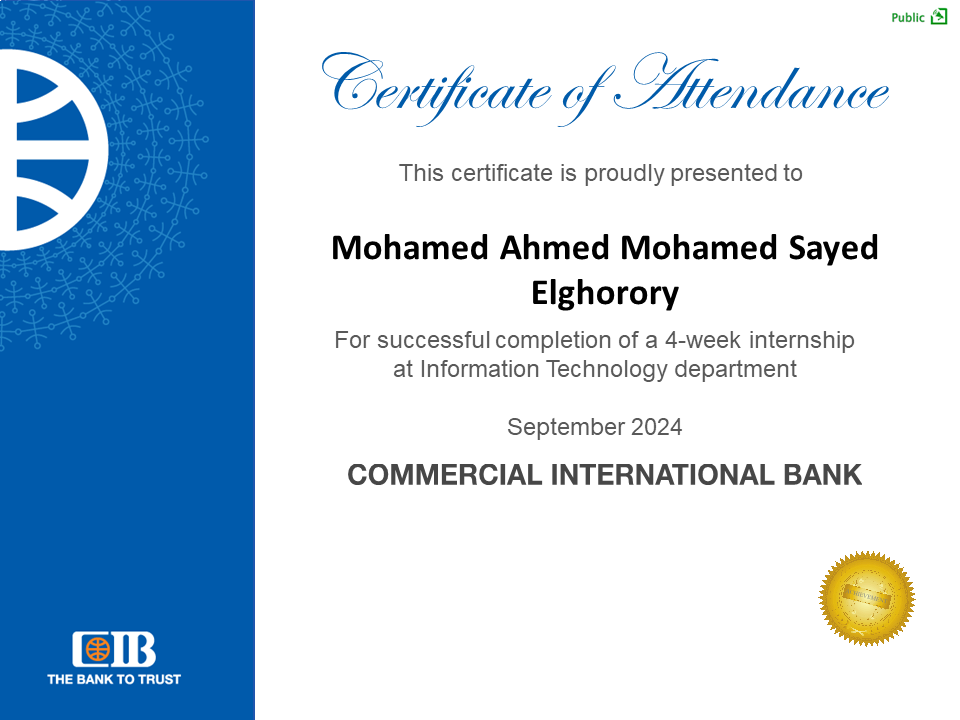 Public
Certificate of Attendance
This certificate is proudly presented to
Mohamed Ahmed Mohamed Sayed
Elghorory
For successful completion of a 4-week internship
at Information Technology department
September 2024
COMMERCIAL INTERNATIONAL BANK
CIB
THE BANK TO TRUST